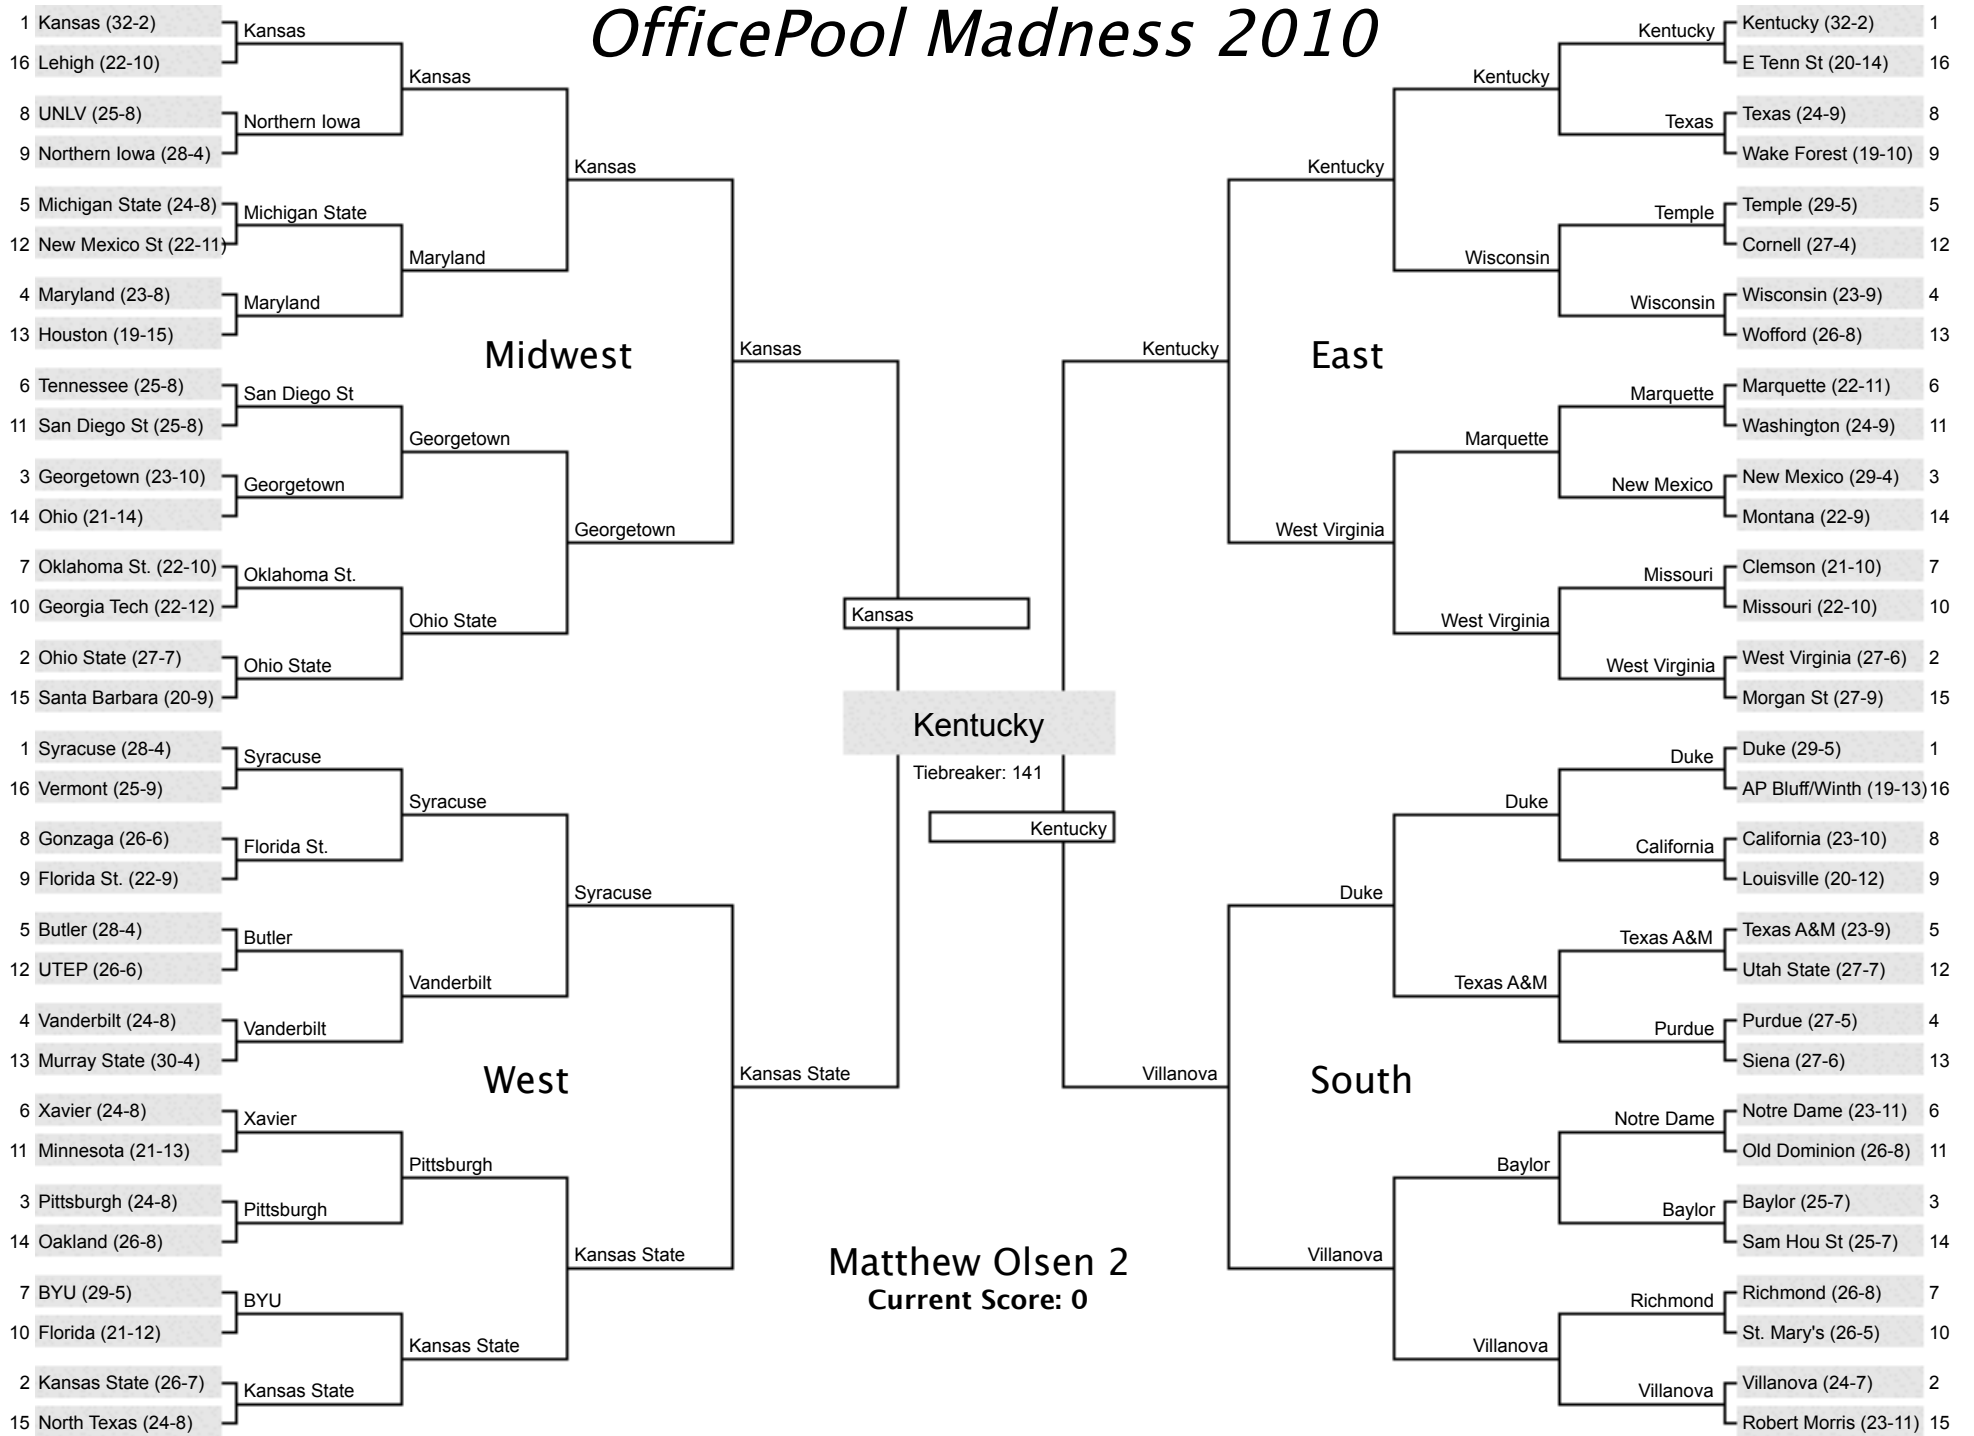 OfficePool Madness 2010
1 Kansas (32-2)
16 Lehigh (22-10)
8 UNLV (25-8)
9 Northern Iowa (28-4)
5 Michigan State (24-8)
12 New Mexico St (22-11)
4 Maryland (23-8)
13 Houston (19-15)
6 Tennessee (25-8)
11 San Diego St (25-8)
3 Georgetown (23-10)
14 Ohio (21-14)
7 Oklahoma St. (22-10)
10 Georgia Tech (22-12)
2 Ohio State (27-7)
15 Santa Barbara (20-9)
1 Syracuse (28-4)
16 Vermont (25-9)
8 Gonzaga (26-6)
9 Florida St. (22-9)
5 Butler (28-4)
12 UTEP (26-6)
4 Vanderbilt (24-8)
13 Murray State (30-4)
6 Xavier (24-8)
11 Minnesota (21-13)
3 Pittsburgh (24-8)
14 Oakland (26-8)
7 BYU (29-5)
10 Florida (21-12)
2 Kansas State (26-7)
15 North Texas (24-8)
Kansas
Northern Iowa
Michigan State
Maryland
San Diego St
Georgetown
Oklahoma St.
Ohio State
Syracuse
Florida St.
Butler
Vanderbilt
Xavier
Pittsburgh
BYU
Kansas State
Kansas
Maryland
Georgetown
Ohio State
Syracuse
Vanderbilt
Pittsburgh
Kansas State
Kansas
Georgetown
Syracuse
Kansas State
Midwest
West
Kansas
Kansas State
Kansas
Kentucky
Tiebreaker: 141
Kentucky
Matthew Olsen 2
Current Score: 0
Kentucky
Villanova
East
South
Kentucky
West Virginia
Duke
Villanova
Kentucky
Wisconsin
Marquette
West Virginia
Duke
Texas A&M
Baylor
Villanova
Kentucky
Texas
Temple
Wisconsin
Marquette
New Mexico
Missouri
West Virginia
Duke
California
Texas A&M
Purdue
Notre Dame
Baylor
Richmond
Villanova
Kentucky (32-2) 1
E Tenn St (20-14) 16
Texas (24-9) 8
Wake Forest (19-10) 9
Temple (29-5) 5
Cornell (27-4) 12
Wisconsin (23-9) 4
Wofford (26-8) 13
Marquette (22-11) 6
Washington (24-9) 11
New Mexico (29-4) 3
Montana (22-9) 14
Clemson (21-10) 7
Missouri (22-10) 10
West Virginia (27-6) 2
Morgan St (27-9) 15
Duke (29-5) 1
AP Bluff/Winth (19-13) 16
California (23-10) 8
Louisville (20-12) 9
Texas A&M (23-9) 5
Utah State (27-7) 12
Purdue (27-5) 4
Siena (27-6) 13
Notre Dame (23-11) 6
Old Dominion (26-8) 11
Baylor (25-7) 3
Sam Hou St (25-7) 14
Richmond (26-8) 7
St. Mary's (26-5) 10
Villanova (24-7) 2
Robert Morris (23-11) 15